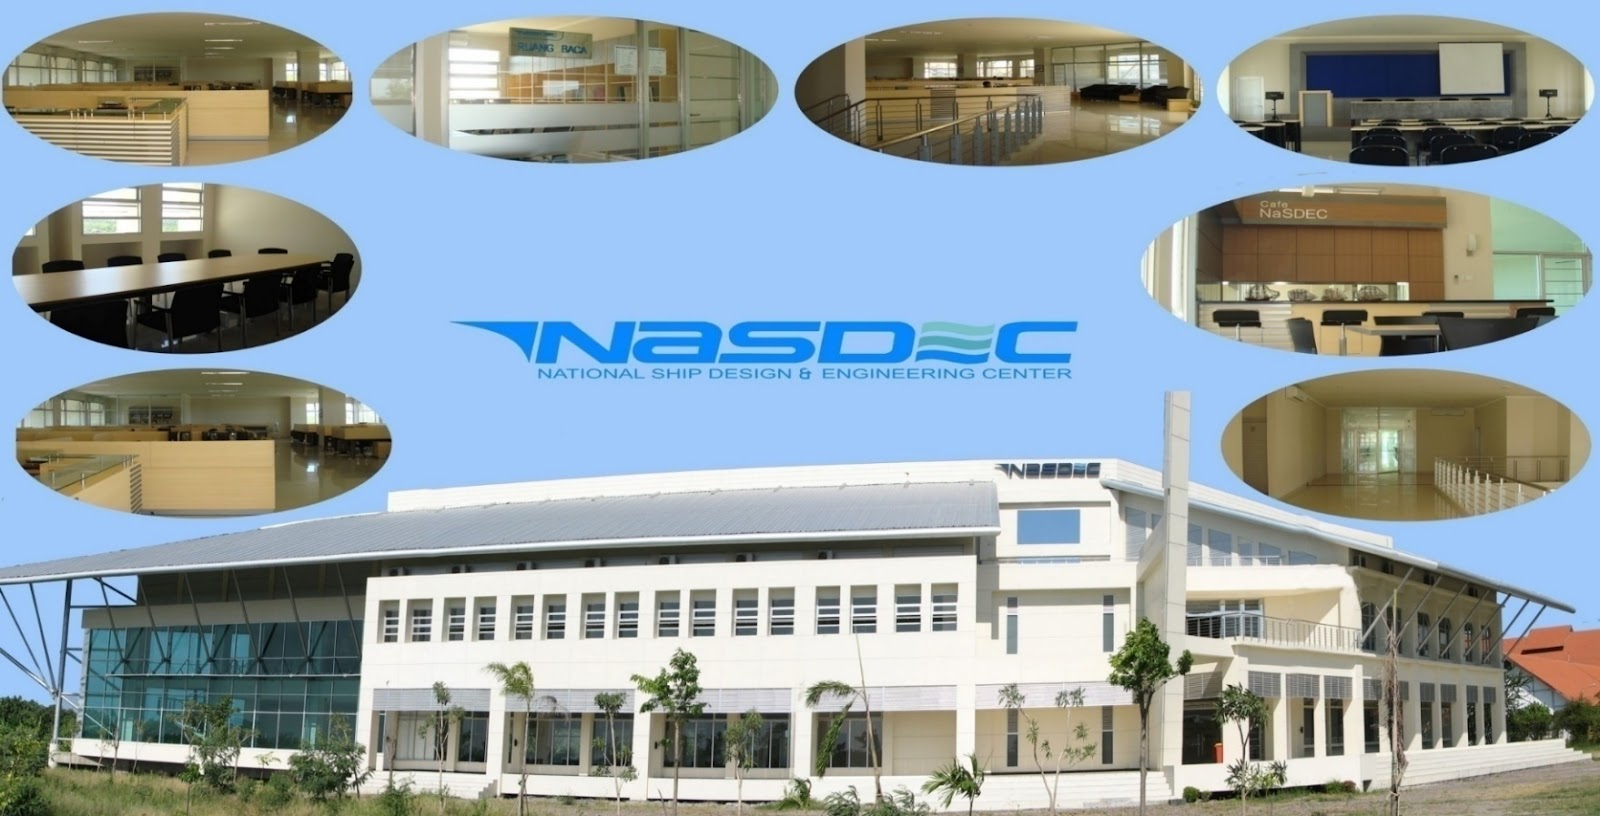 RUANG BACA
Cafe
NaSDEC
NaSDEC
NATIONAL SHIP DESIGN & ENGINEERING CENTER
NaSDEC